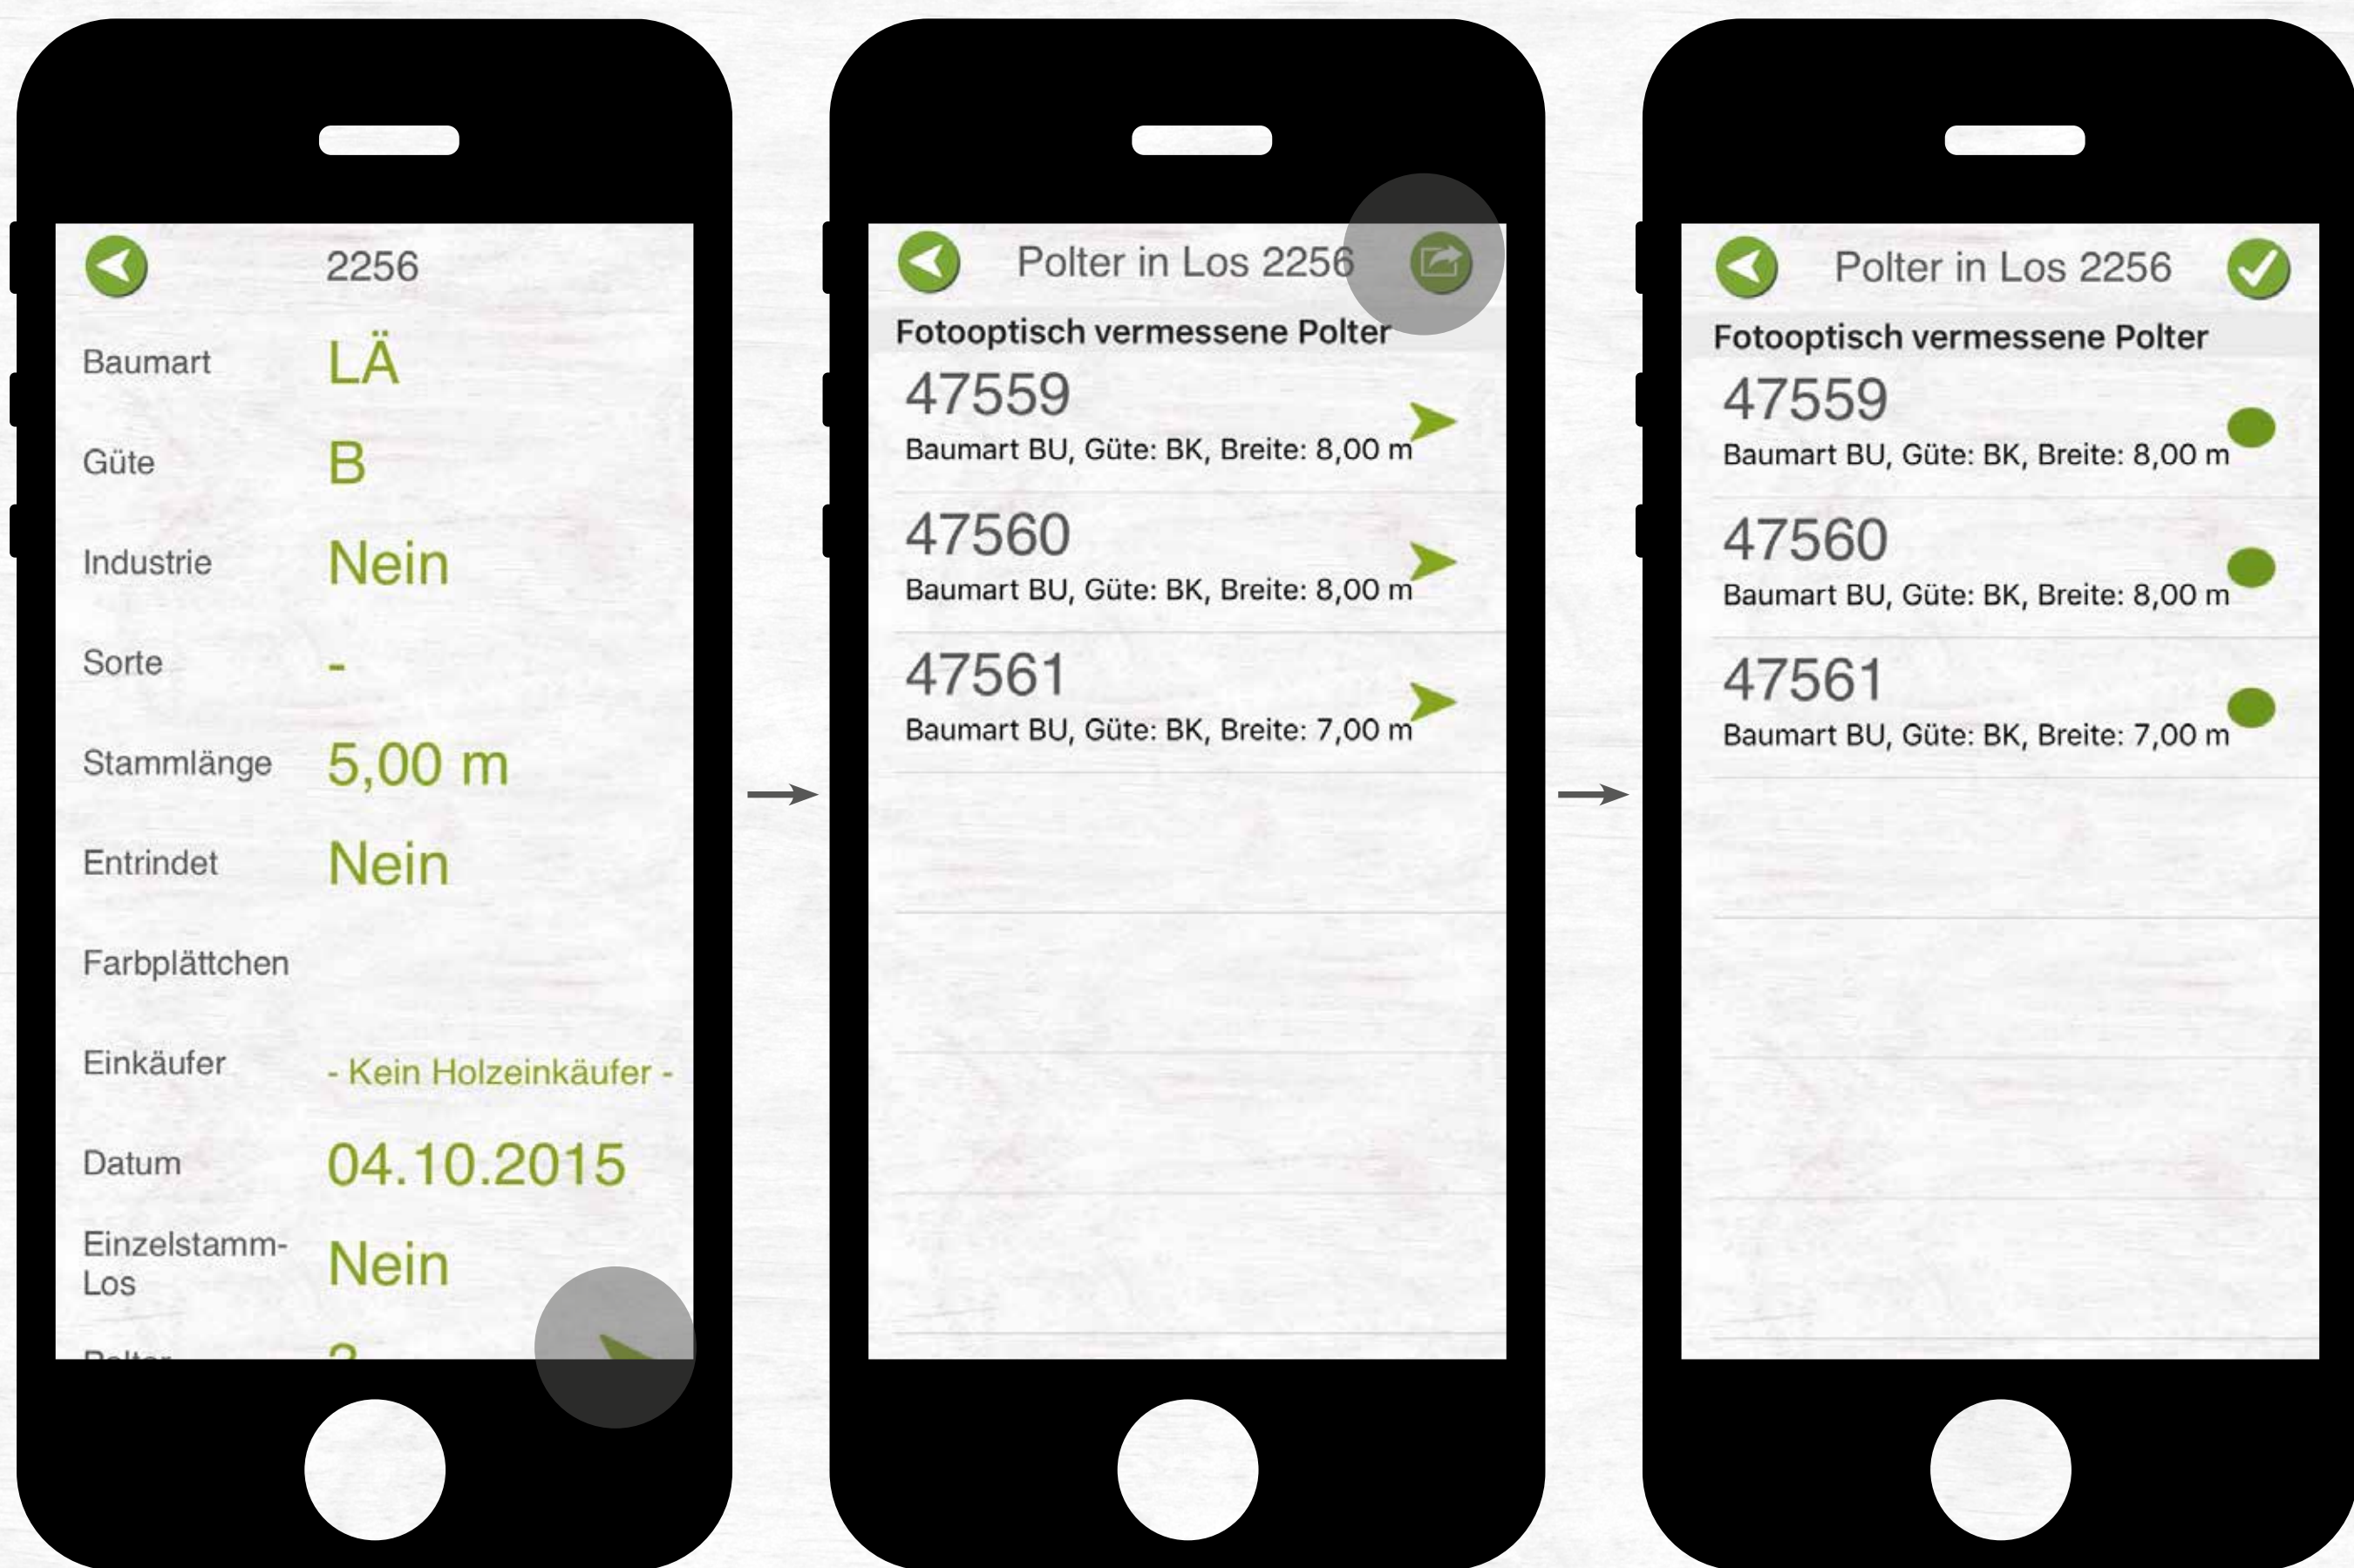 2256
Baumart LÄ
Güte B
Industrie Nein
Sorte -
Stammlänge 5,00 m
Entrindet Nein
Farbplättchen
Einkäufer - Kein Holzeinkäufer -
Datum 04.10.2015
Einzelstamm-
Los Nein
Polter
Polter in Los 2256
Fotooptisch vermessene Polter
47559
Baumart BU, Güte: BK, Breite: 8,00 m
47560
Baumart BU, Güte: BK, Breite: 8,00 m
47561
Baumart BU, Güte: BK, Breite: 7,00 m
Polter in Los 2256
Fotooptisch vermessene Polter
47559
Baumart BU, Güte: BK, Breite: 8,00 m
47560
Baumart BU, Güte: BK, Breite: 8,00 m
47561
Baumart BU, Güte: BK, Breite: 7,00 m